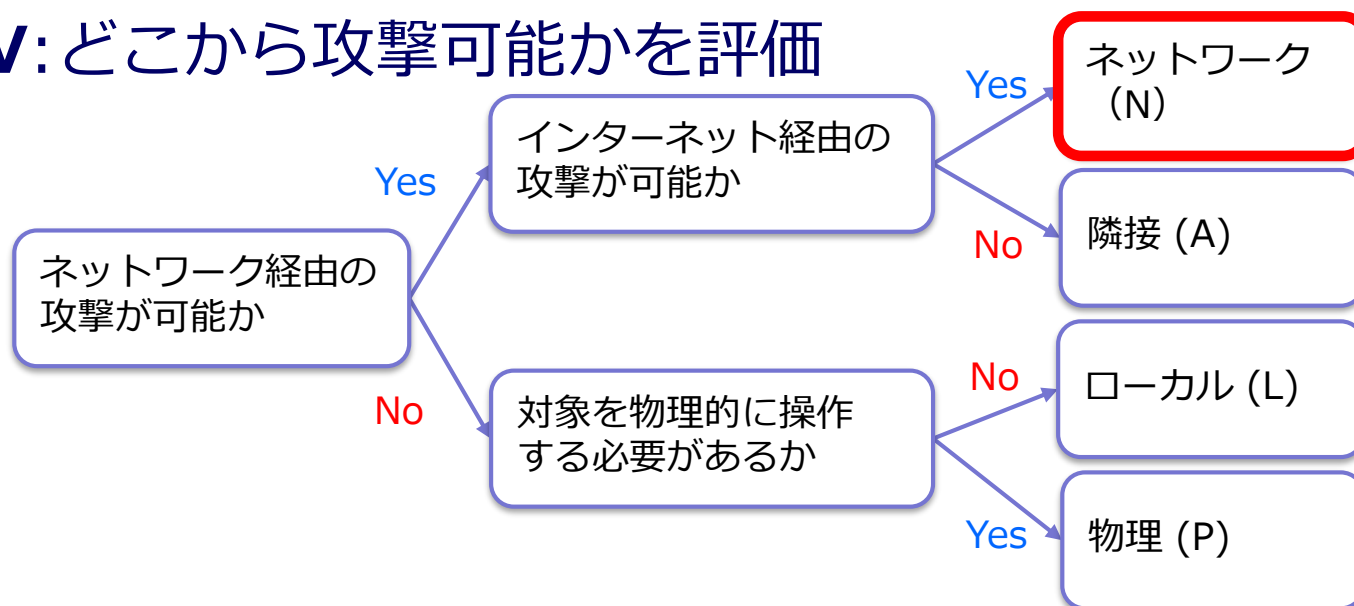 V:どこから攻撃可能かを評価
Yes
ネットワーク
（N）
インターネット経由の
攻撃が可能か
Yes
No
隣接 (A)
ネットワーク経由の
攻撃が可能か
No
対象を物理的に操作
する必要があるか
No
ローカル (L)
Yes
物理 (P)